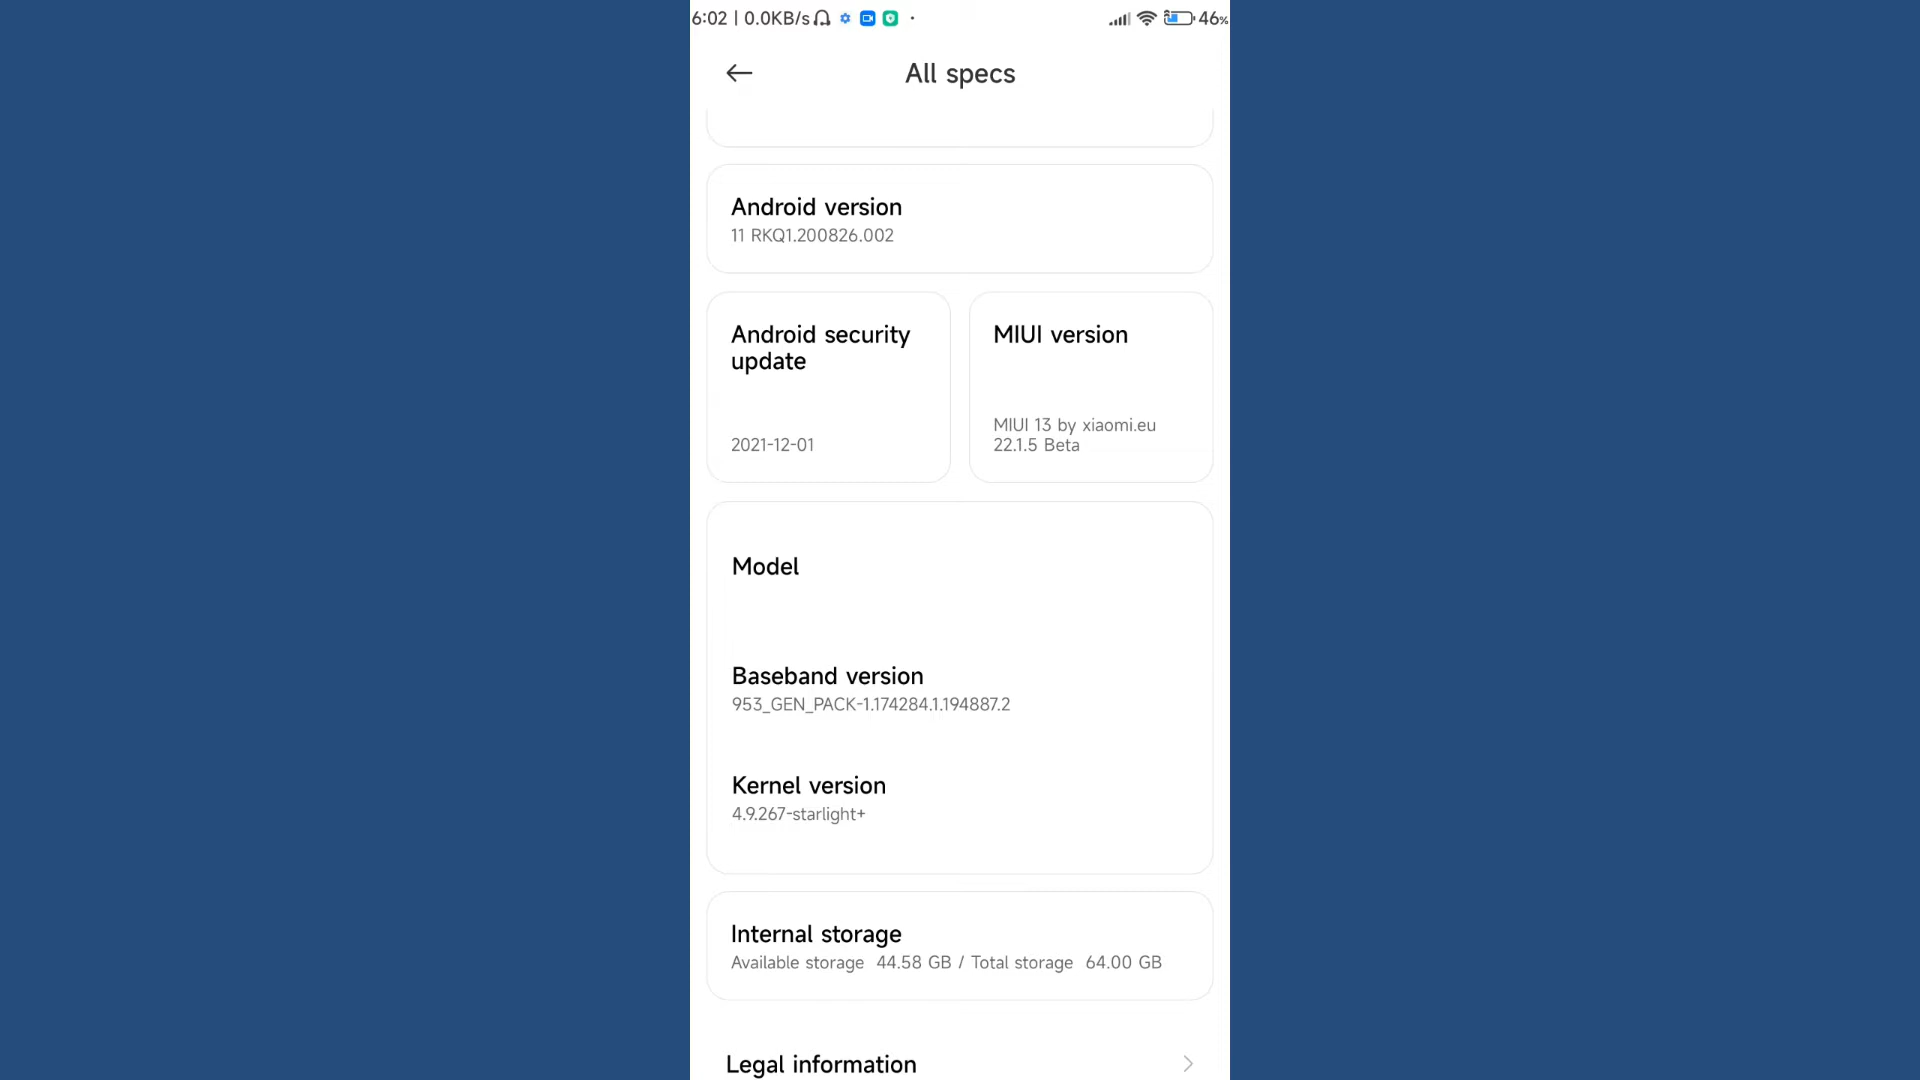 6:02 | 0.0KB/s 46%
All specs
Android version
11 RKQ1.200826.002
Android security
update
2021-12-01
MIUI version
MIUI 13 by xiaomi.eu
22.1.5 Beta
Model
Baseband version
953_GEN_PACK-1.174284.1.194887.2
Kernel version
4.9.267-starlight+
Internal storage
Available storage 44.58 GB / Total storage 64.00 GB
Legal information